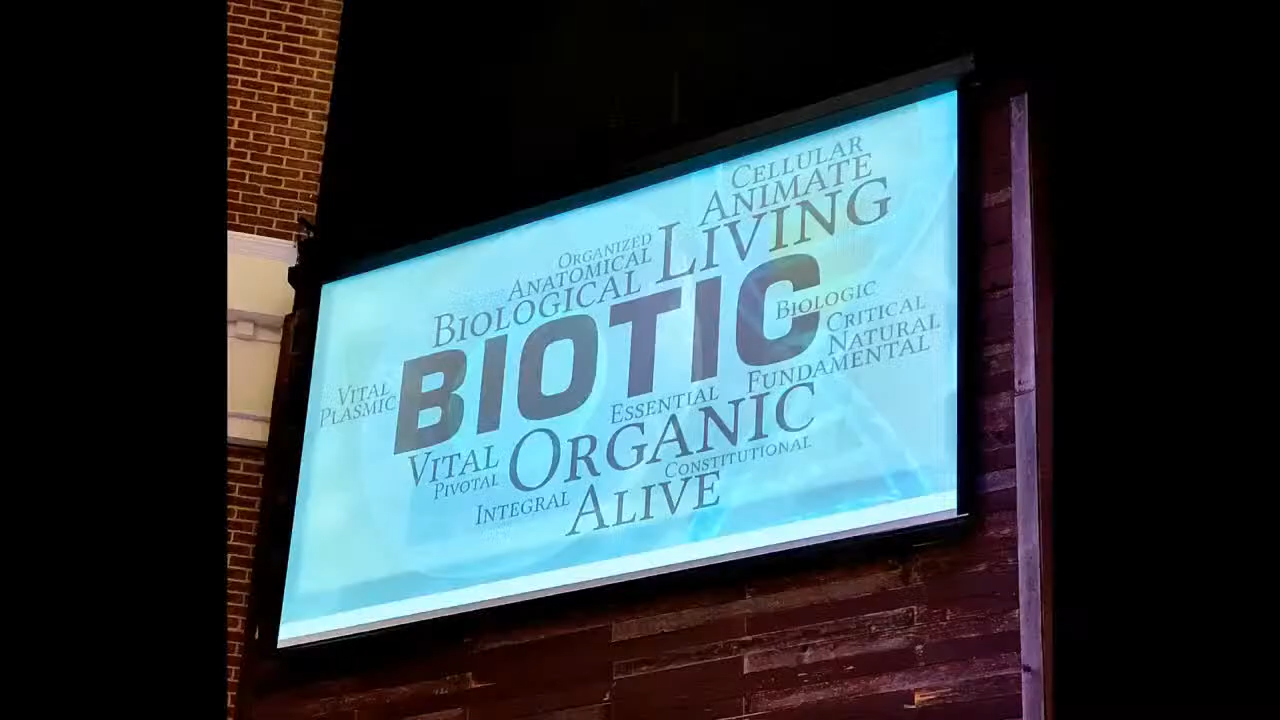 CELLULAR
ANIMATE
LIVING
ORGANIZED
ANATOMICAL
BIOLOGICAL
BIOTIC
BIOLOGIC
CRITICAL
NATURAL
FUNDAMENTAL
VITAL
PLASMIC
ESSENTIAL
ORGANIC
VITAL
PIVOTAL
CONSTITUTIONAL
INTEGRAL
ALIVE